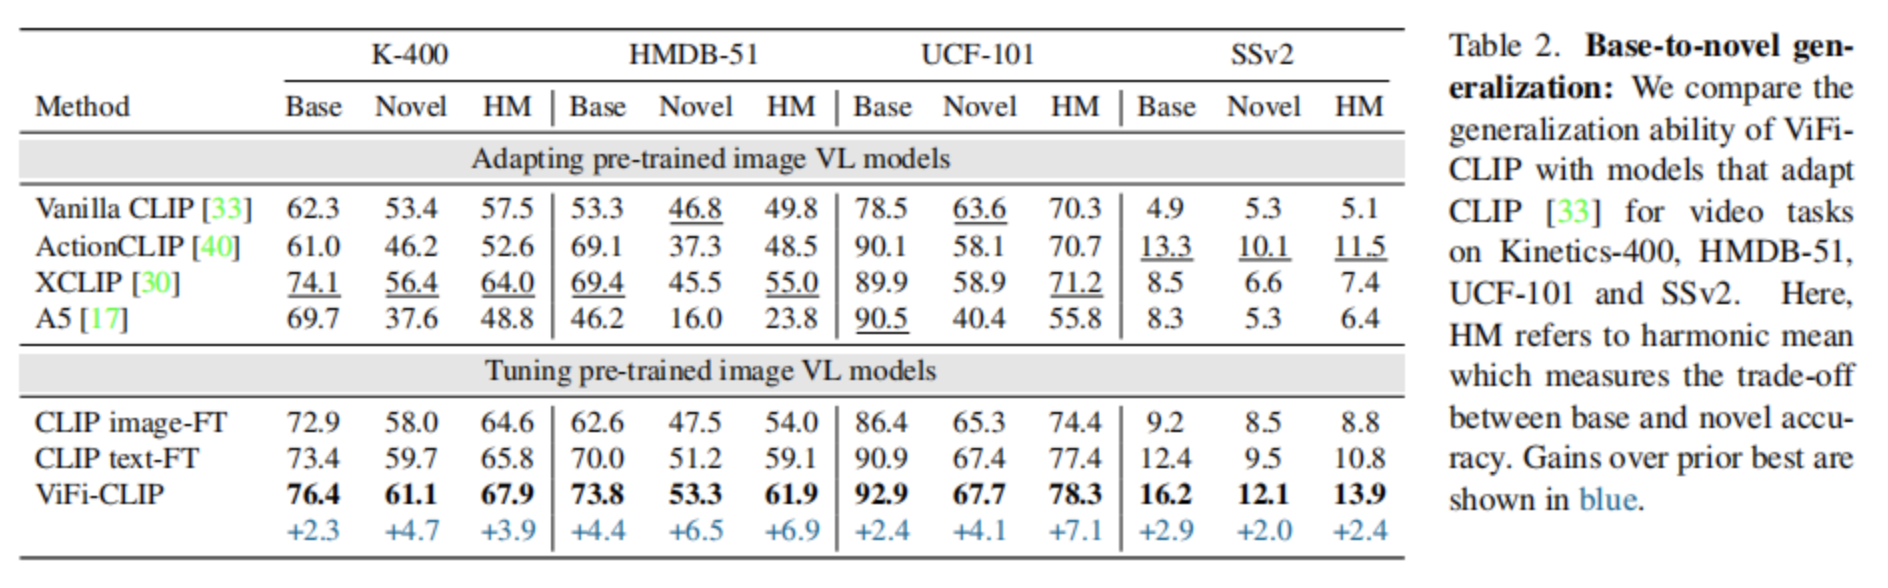 K-400 HMDB-51 UCF-101 SSv2
Method Base Novel HM Base Novel HM Base Novel HM Base Novel HM
Adapting pre-trained image VL models
Vanilla CLIP [33] 62.3 53.4 57.5 53.3 46.8 49.8 78.5 63.6 70.3 4.9 5.3 5.1
ActionCLIP [40] 61.0 46.2 52.6 69.1 37.3 48.5 90.1 58.1 70.7 13.3 10.1 11.5
XCLIP [30] 74.1 56.4 64.0 69.4 45.5 55.0 89.9 58.9 71.2 8.5 6.6 7.4
A5 [17] 69.7 37.6 48.8 46.2 16.0 23.8 90.5 40.4 55.8 8.3 5.3 6.4
Tuning pre-trained image VL models
CLIP image-FT 72.9 58.0 64.6 62.6 47.5 54.0 86.4 65.3 74.4 9.2 8.5 8.8
CLIP text-FT 73.4 59.7 65.8 70.0 51.2 59.1 90.9 67.4 77.4 12.4 9.5 10.8
ViFi-CLIP 76.4 61.1 67.9 73.8 53.3 61.9 92.9 67.7 78.3 16.2 12.1 13.9
+2.3 +4.7 +3.9 +4.4 +6.5 +6.9 +2.4 +4.1 +7.1 +2.9 +2.0 +2.4
Table 2. Base-to-novel gen-
eralization: We compare the
generalization ability of ViFi-
CLIP with models that adapt
CLIP [33] for video tasks
on Kinetics-400, HMDB-51,
UCF-101 and SSv2. Here,
HM refers to harmonic mean
which measures the trade-off
between base and novel accu-
racy. Gains over prior best are
shown in blue.